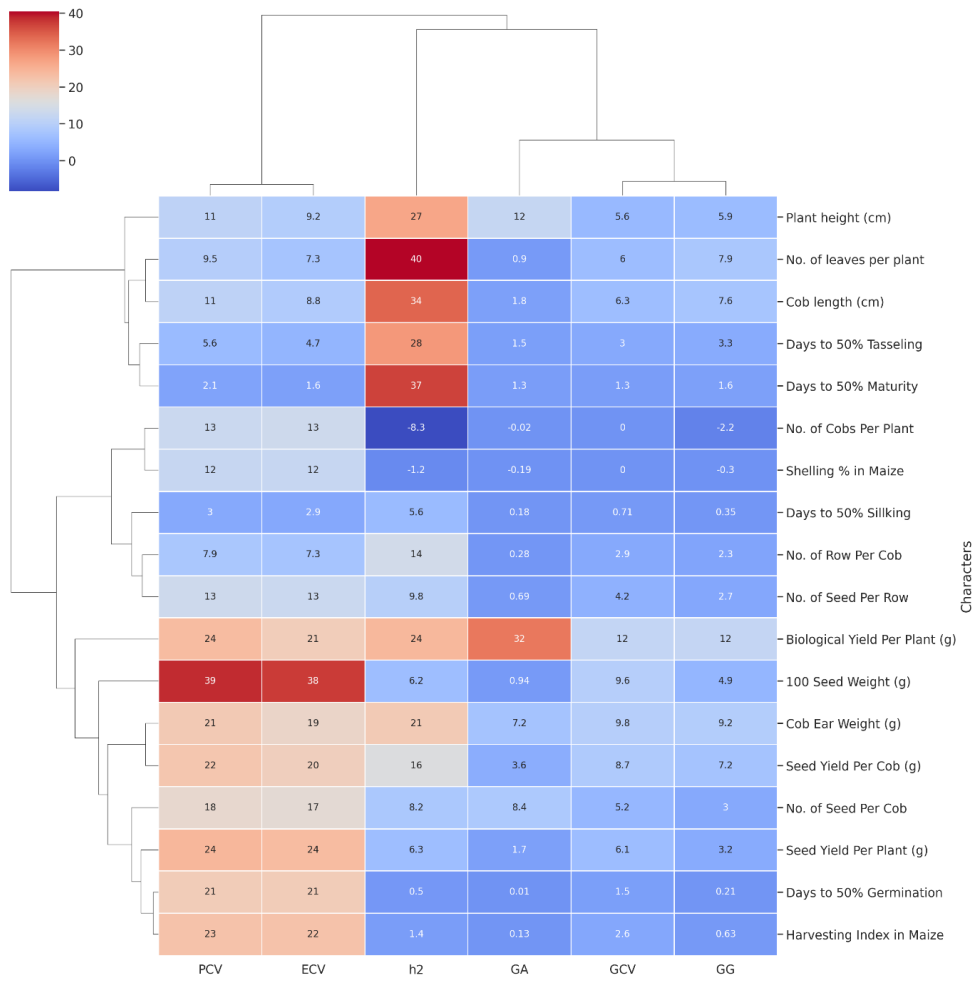 40
30
20
10
0
11 9.2 27 12 5.6 5.9 Plant height (cm)
9.5 7.3 40 0.9 6 7.9 No. of leaves per plant
11 8.8 34 1.8 6.3 7.6 Cob length (cm)
5.6 4.7 28 1.5 3 3.3 Days to 50% Tasseling
2.1 1.6 37 1.3 1.3 1.6 Days to 50% Maturity
13 13 -8.3 -0.02 0 -2.2 No. of Cobs Per Plant
12 12 -1.2 -0.19 0 -0.3 Shelling % in Maize
3 2.9 5.6 0.18 0.71 0.35 Days to 50% Sillking
7.9 7.3 14 0.28 2.9 2.3 No. of Row Per Cob
13 13 9.8 0.69 4.2 2.7 No. of Seed Per Row
24 21 24 32 12 12 Biological Yield Per Plant (g)
39 38 6.2 0.94 9.6 4.9 100 Seed Weight (g)
21 19 21 7.2 9.8 9.2 Cob Ear Weight (g)
22 20 16 3.6 8.7 7.2 Seed Yield Per Cob (g)
18 17 8.2 8.4 5.2 3 No. of Seed Per Cob
24 24 6.3 1.7 6.1 3.2 Seed Yield Per Plant (g)
21 21 0.5 0.01 1.5 0.21 Days to 50% Germination
23 22 1.4 0.13 2.6 0.63 Harvesting Index in Maize
PCV ECV h2 GA GCV GG
Characters